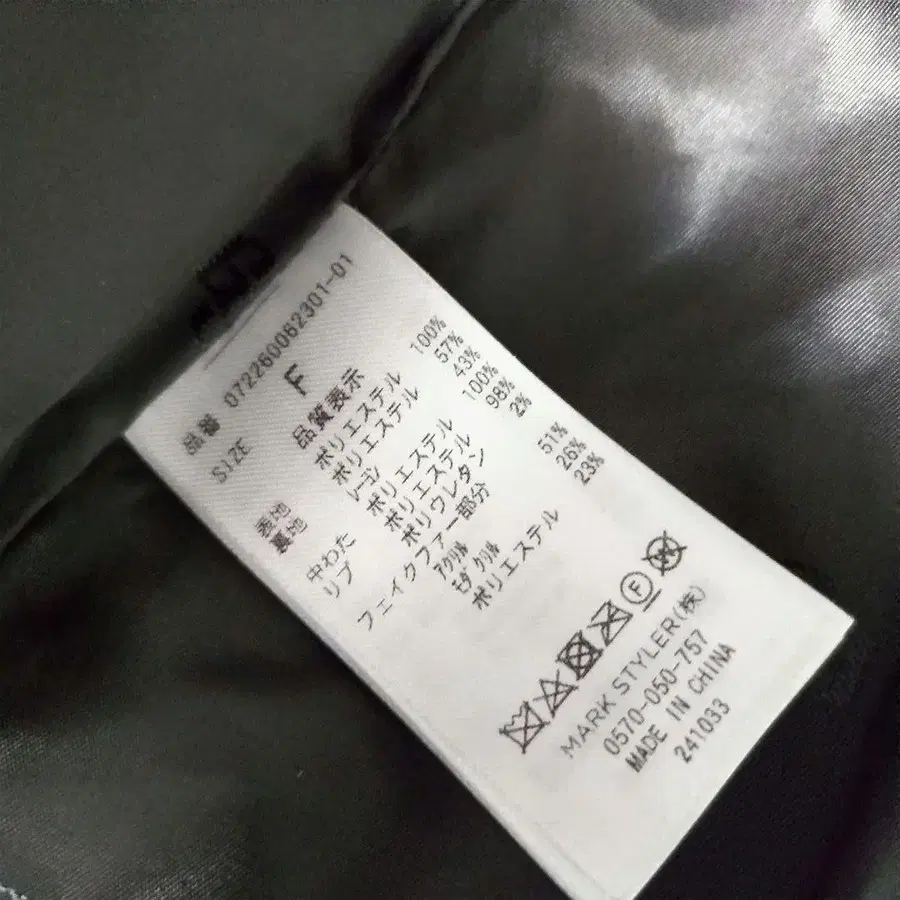 品番 072260062301-01
SIZE F
品質表示
表地 ポリエステル 100%
裏地 ポリエステル 57%
レーヨン 43%
中わた ポリエステル 100%
リブ ポリエステル 98%
ポリウレタン 2%
フェイクファー部分
アクリル 51%
モダクリル 26%
ポリエステル 23%
F W
MARK STYLER(株)
0570-050-757
MADE IN CHINA
241033